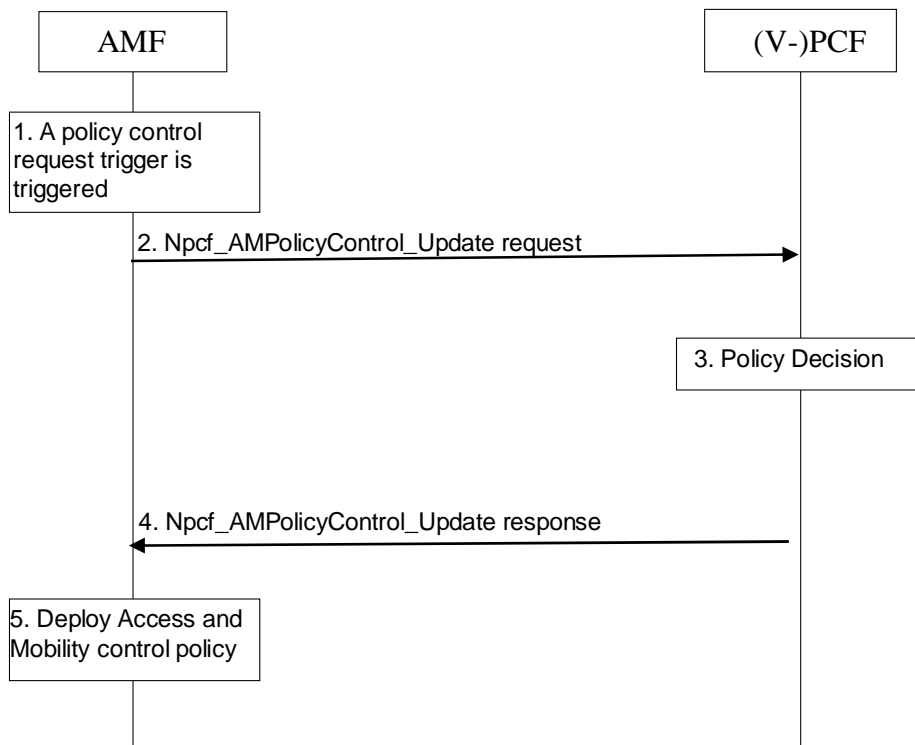 AMF
(V-)PCF
1. A policy control
request trigger is
triggered
2. Npcf_AMPolicyControl_Update request
3. Policy Decision
4. Npcf_AMPolicyControl_Update response
5. Deploy Access and
Mobility control policy